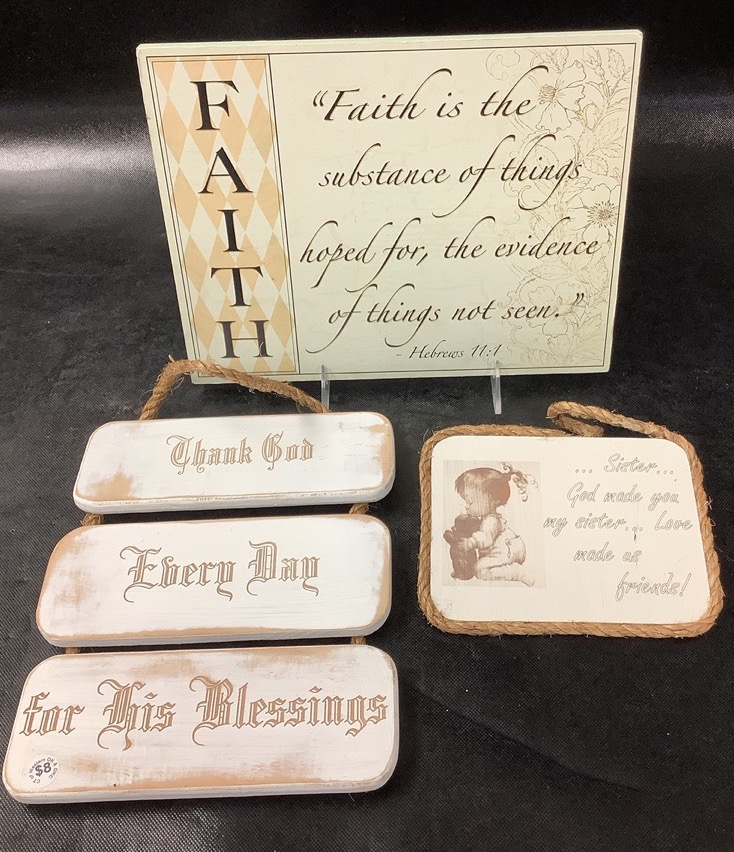 FAITH
“Faith is the
substance of things
hoped for, the evidence
of things not seen.”
- Hebrews 11:1
Thank God
Every Day
for His Blessings
$8
... Sister...
God made you
my sister... Love
made us
friends!